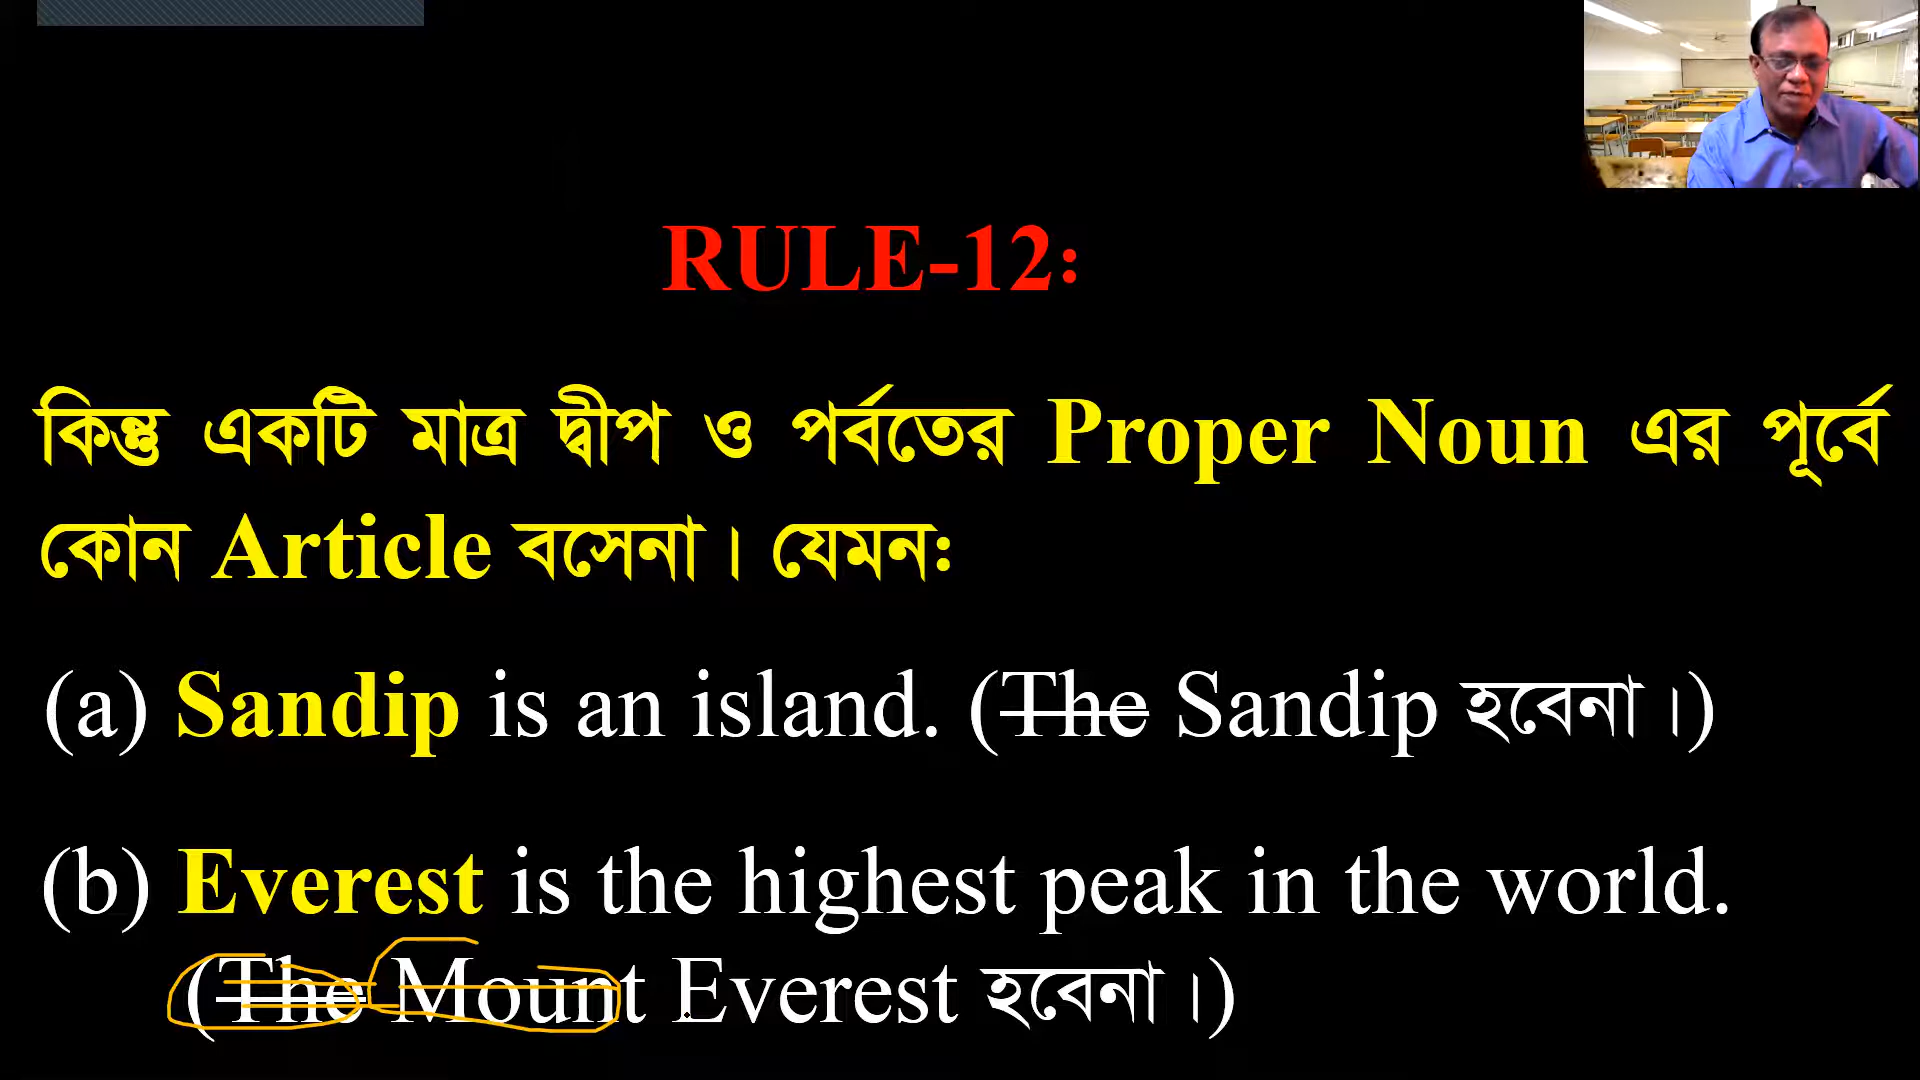 RULE-12ঃ
কিন্তু একটি মাত্র দ্বীপ ও পর্বতের Proper Noun এর পূর্বে
কোন Article বসেনা। যেমনঃ
(a) Sandip is an island. (The Sandip হবেনা।)
(b) Everest is the highest peak in the world.
(The Mount Everest হবেনা।)